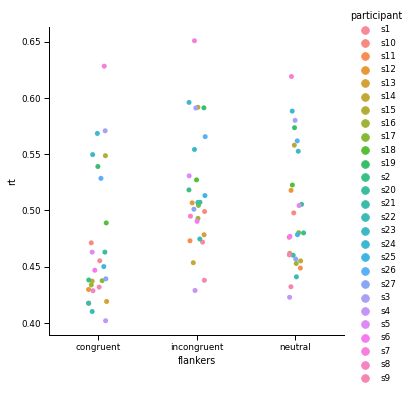 participant
s1
s10
s11
s12
s13
s14
s15
s16
s17
s18
s19
s2
s20
s21
s22
s23
s24
s25
s26
s27
s3
s4
s5
s6
s7
s8
s9
0.65
0.60
0.55
0.50
0.45
0.40
rt
congruent incongruent neutral
flankers